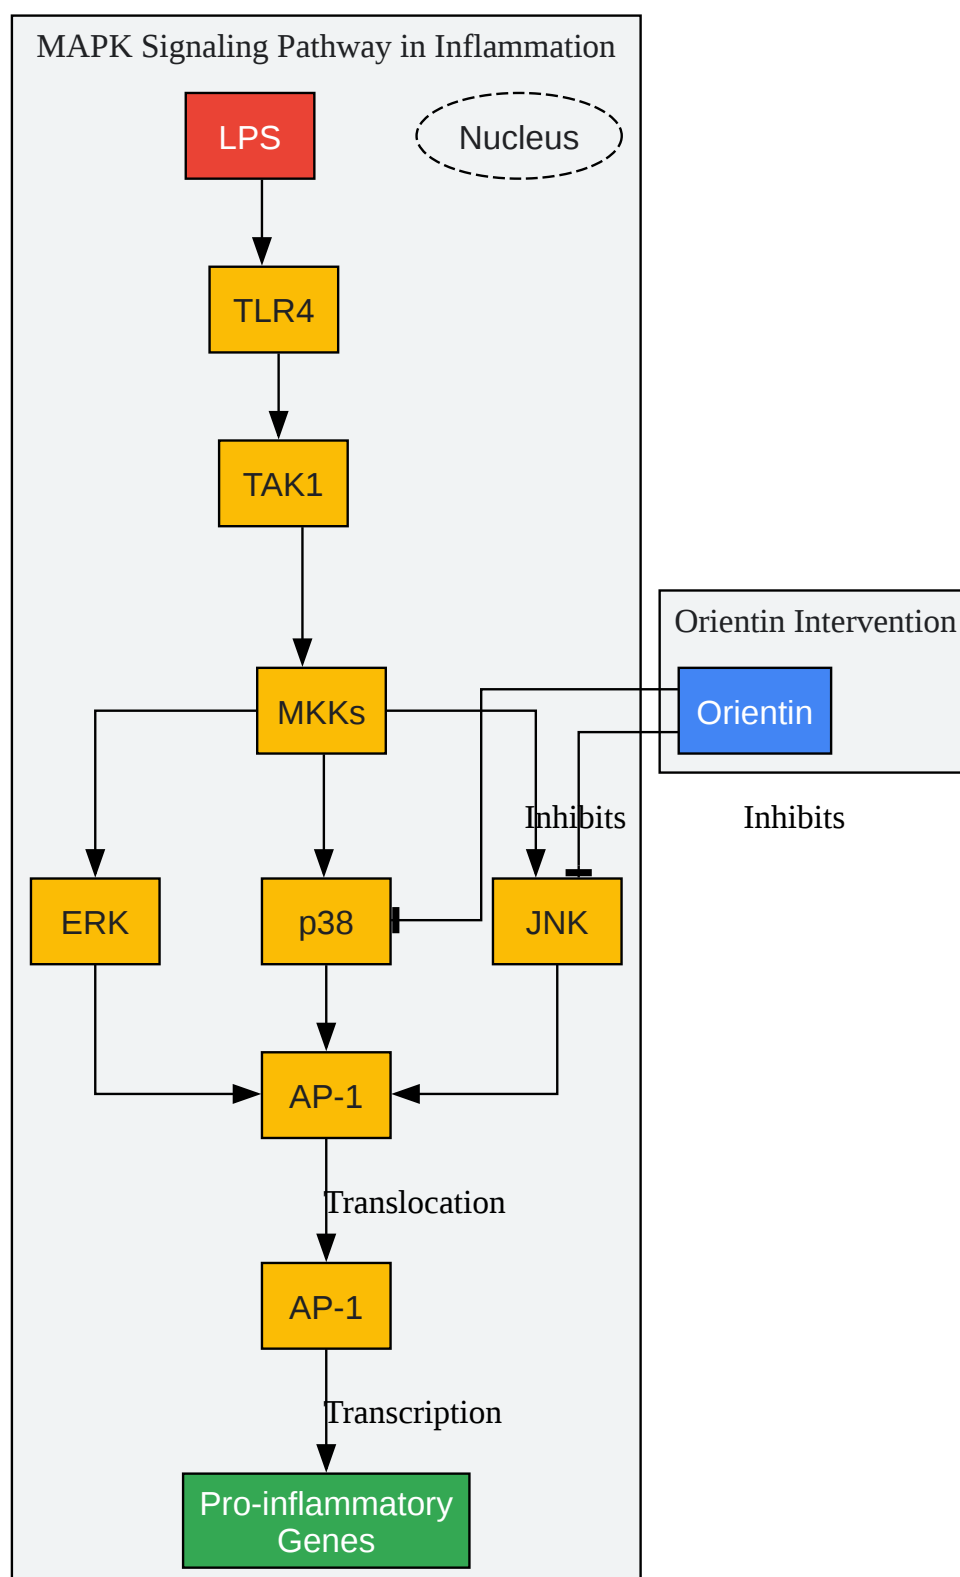 MAPK Signaling Pathway in Inflammation
LPS
Nucleus
TLR4
TAK1
Orientin Intervention
MKKs
Orientin
Inhibits
Inhibits
ERK
p38
JNK
AP-1
Translocation
AP-1
Transcription
Pro-inflammatory
Genes